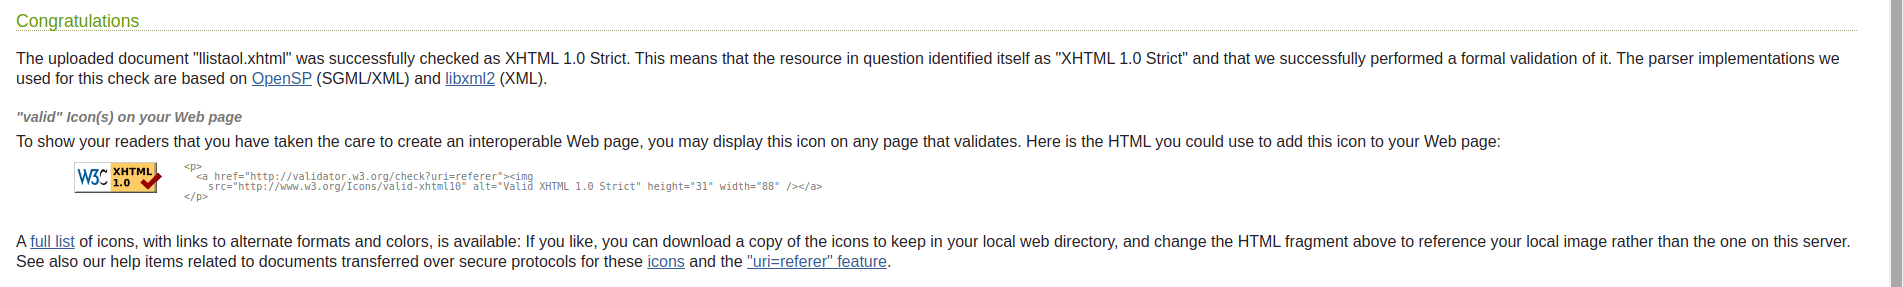 Congratulations
The uploaded document "llistaol.xhtml" was successfully checked as XHTML 1.0 Strict. This means that the resource in question identified itself as "XHTML 1.0 Strict" and that we successfully performed a formal validation of it. The parser implementations we
used for this check are based on OpenSP (SGML/XML) and libxml2 (XML).
"valid" Icon(s) on your Web page
To show your readers that you have taken the care to create an interoperable Web page, you may display this icon on any page that validates. Here is the HTML you could use to add this icon to your Web page:
W3C XHTML 1.0
<p>
<a href="http://validator.w3.org/check?uri=referer"><img
src="http://www.w3.org/Icons/valid-xhtml10" alt="Valid XHTML 1.0 Strict" height="31" width="88" /></a>
</p>
A full list of icons, with links to alternate formats and colors, is available: If you like, you can download a copy of the icons to keep in your local web directory, and change the HTML fragment above to reference your local image rather than the one on this server.
See also our help items related to documents transferred over secure protocols for these icons and the "uri=referer" feature.